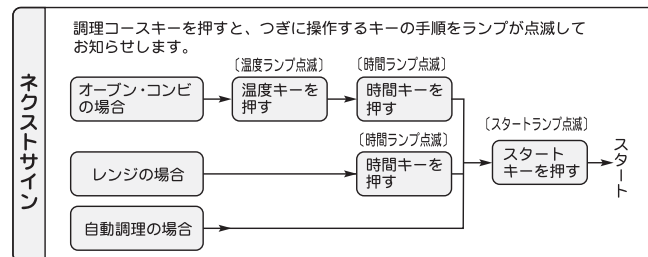 ネクストサイン
調理コースキーを押すと、つぎに操作するキーの手順をランプが点滅して
お知らせします。
〔温度ランプ点滅〕
〔時間ランプ点滅〕
オーブン・コンビ
の場合
温度キーを
押す
時間キーを
押す
〔時間ランプ点滅〕
レンジの場合
時間キーを
押す
自動調理の場合
〔スタートランプ点滅〕
スタート
キーを押す
スタート